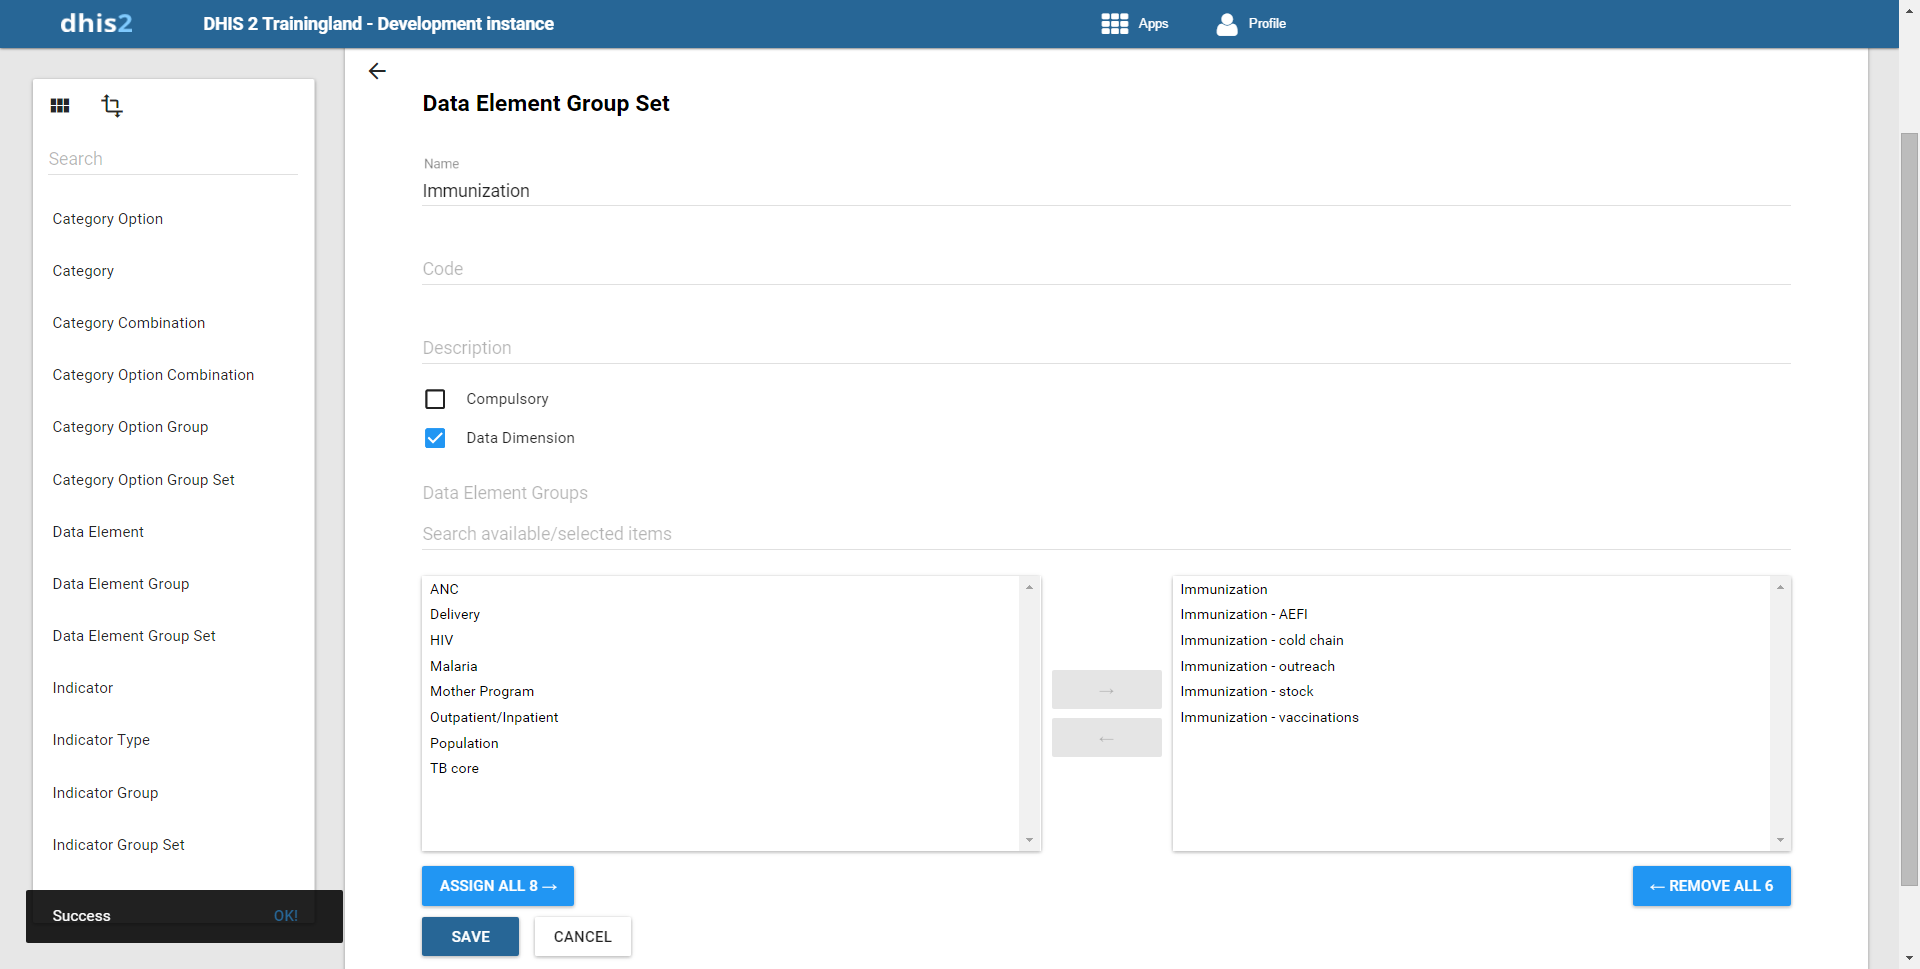 dhis2
DHIS 2 Trainingland - Development instance
Apps
Profile
Search
Category Option
Category
Category Combination
Category Option Combination
Category Option Group
Category Option Group Set
Data Element
Data Element Group
Data Element Group Set
Indicator
Indicator Type
Indicator Group
Indicator Group Set
Success
OK!
Data Element Group Set
Name
Immunization
Code
Description
Compulsory
Data Dimension
Data Element Groups
Search available/selected items
ANC
Delivery
HIV
Malaria
Mother Program
Outpatient/Inpatient
Population
TB core
→
←
Immunization
Immunization - AEFI
Immunization - cold chain
Immunization - outreach
Immunization - stock
Immunization - vaccinations
ASSIGN ALL 8 →
← REMOVE ALL 6
SAVE
CANCEL